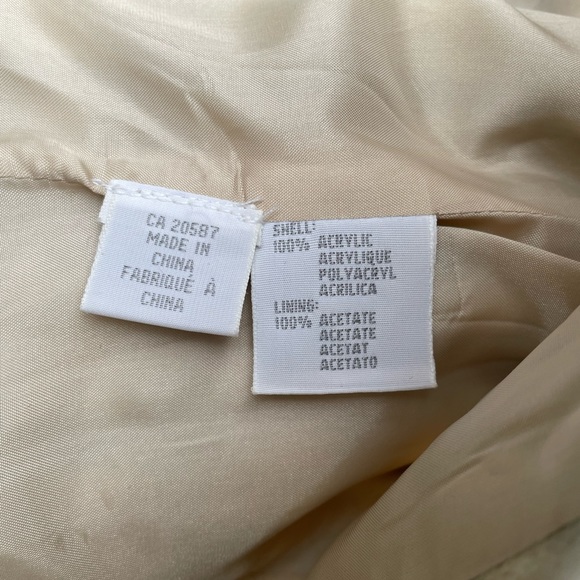 CA 20587
MADE IN
CHINA
FABRIQUÉ À
CHINA
SHELL:
100% ACRYLIC
ACRYLIQUE
POLYACRYL
ACRILICA
LINING:
100% ACETATE
ACETATE
ACETAT
ACETATO